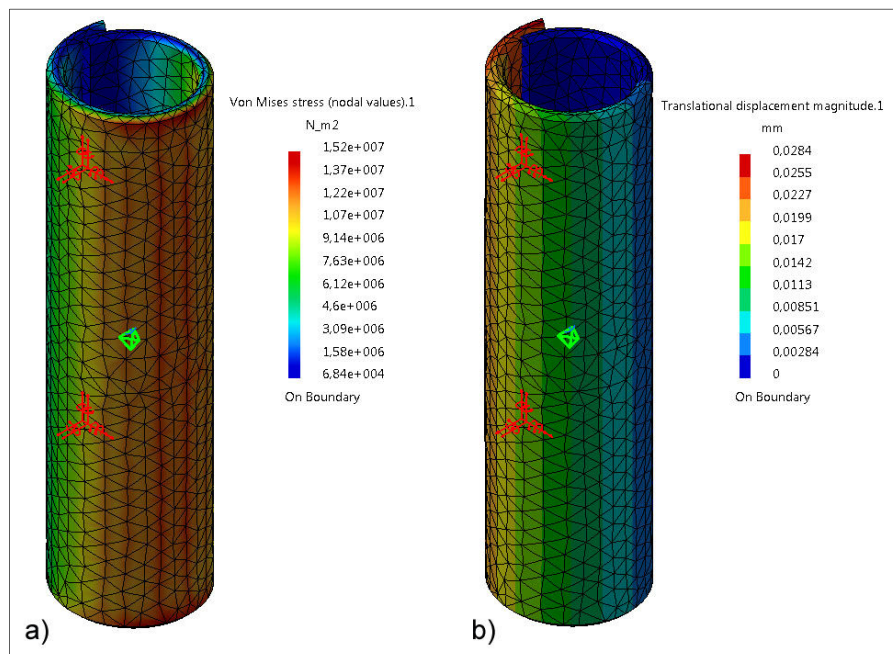 Von Mises stress (nodal values).1
N_m2
1,52e+007
1,37e+007
1,22e+007
1,07e+007
9,14e+006
7,63e+006
6,12e+006
4,6e+006
3,09e+006
1,58e+006
6,84e+004
On Boundary
a)
Translational displacement magnitude.1
mm
0,0284
0,0255
0,0227
0,0199
0,017
0,0142
0,0113
0,00851
0,00567
0,00284
0
On Boundary
b)